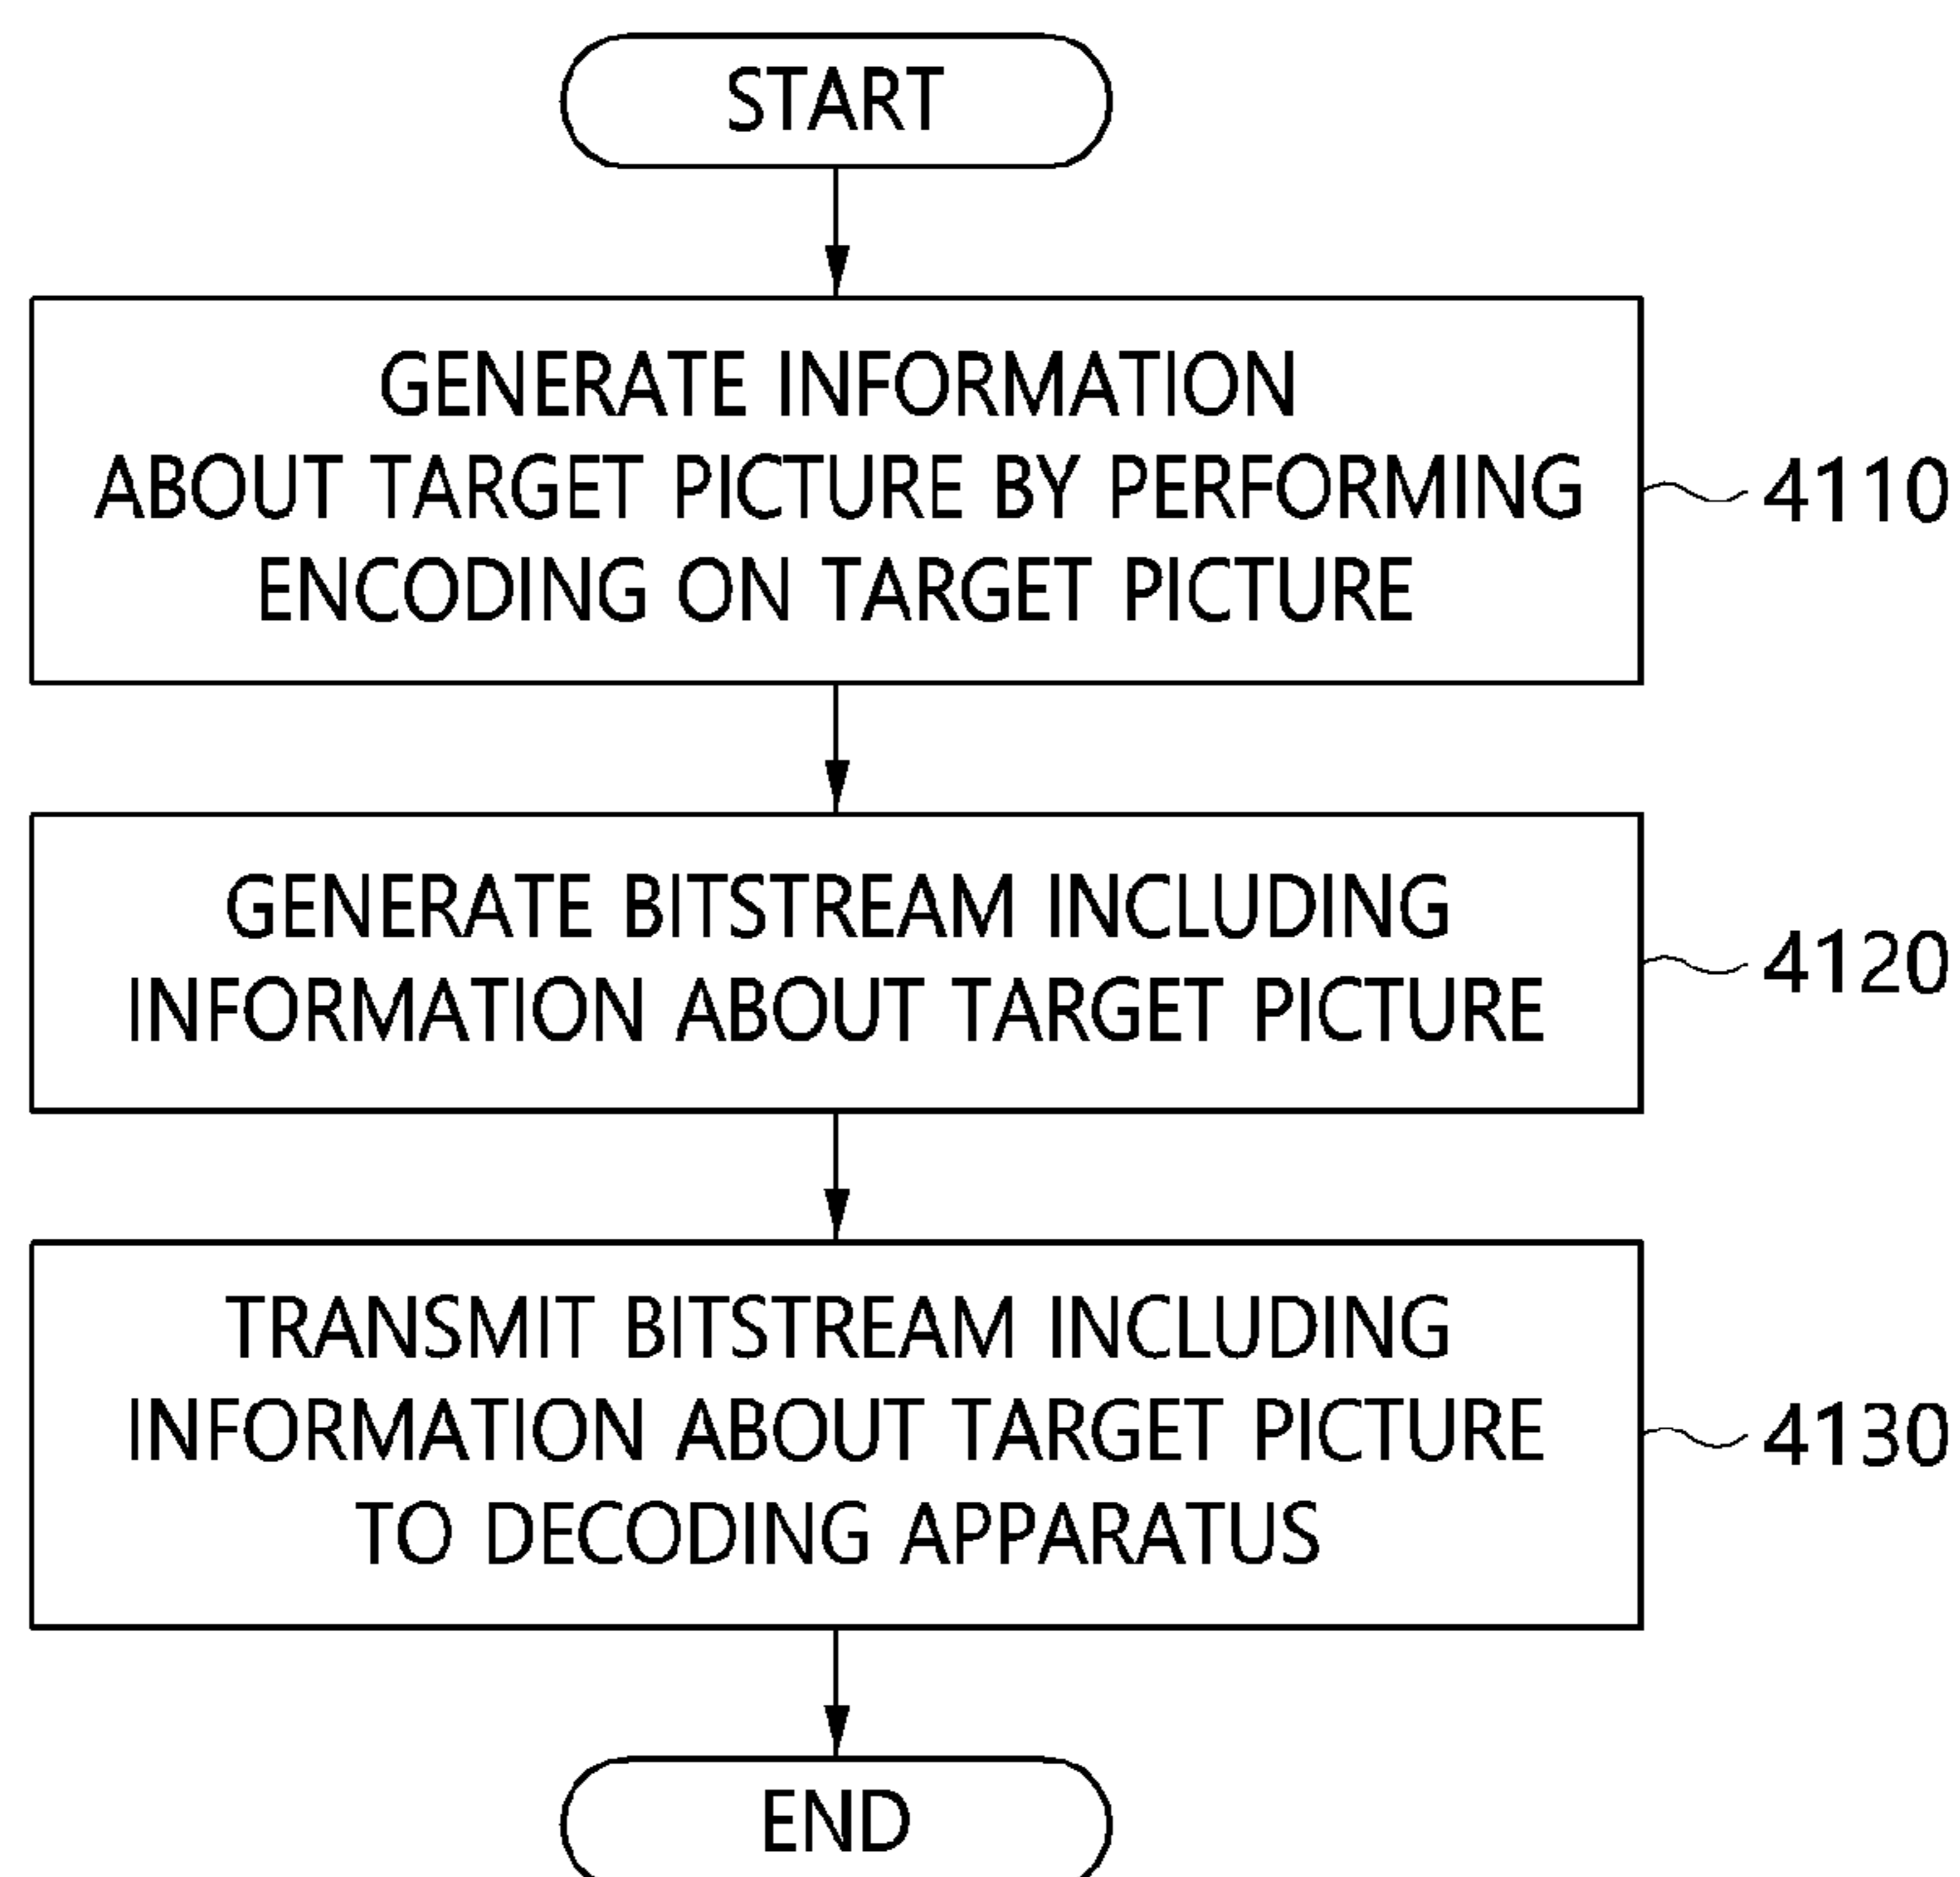 START
GENERATE INFORMATION
ABOUT TARGET PICTURE BY PERFORMING
ENCODING ON TARGET PICTURE
4110
GENERATE BITSTREAM INCLUDING
INFORMATION ABOUT TARGET PICTURE
4120
TRANSMIT BITSTREAM INCLUDING
INFORMATION ABOUT TARGET PICTURE
TO DECODING APPARATUS
4130
END